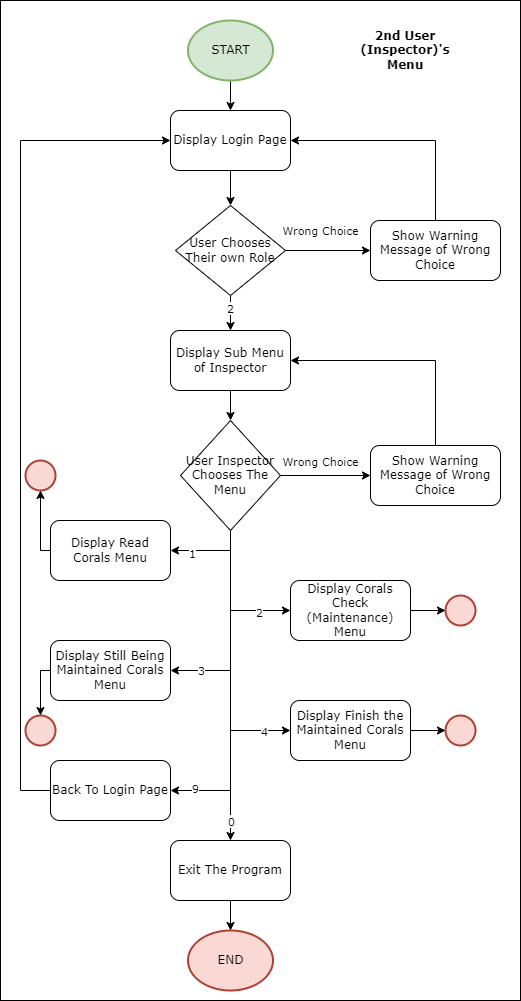 START
2nd User
(Inspector)'s
Menu
Display Login Page
User Chooses
Their own Role
Wrong Choice
Show Warning
Message of Wrong
Choice
2
Display Sub Menu
of Inspector
User Inspector
Chooses The
Menu
Wrong Choice
Show Warning
Message of Wrong
Choice
Display Read
Corals Menu
1
2
Display Corals
Check
(Maintenance)
Menu
Display Still Being
Maintained Corals
Menu
3
4
Display Finish the
Maintained Corals
Menu
Back To Login Page
9
0
Exit The Program
END